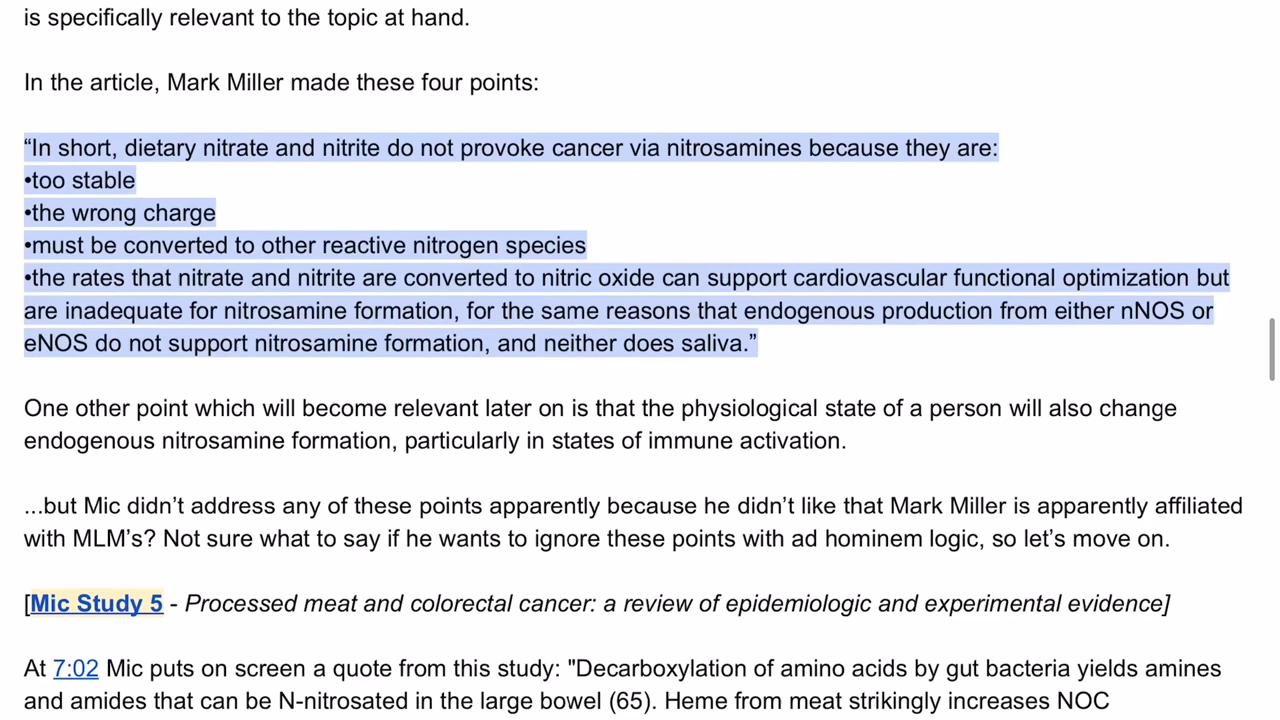 is specifically relevant to the topic at hand.
In the article, Mark Miller made these four points:
“In short, dietary nitrate and nitrite do not provoke cancer via nitrosamines because they are:
•too stable
•the wrong charge
•must be converted to other reactive nitrogen species
•the rates that nitrate and nitrite are converted to nitric oxide can support cardiovascular functional optimization but
are inadequate for nitrosamine formation, for the same reasons that endogenous production from either nNOS or
eNOS do not support nitrosamine formation, and neither does saliva.”
One other point which will become relevant later on is that the physiological state of a person will also change
endogenous nitrosamine formation, particularly in states of immune activation.
...but Mic didn’t address any of these points apparently because he didn’t like that Mark Miller is apparently affiliated
with MLM’s? Not sure what to say if he wants to ignore these points with ad hominem logic, so let’s move on.
[Mic Study 5 - Processed meat and colorectal cancer: a review of epidemiologic and experimental evidence]
At 7:02 Mic puts on screen a quote from this study: "Decarboxylation of amino acids by gut bacteria yields amines
and amides that can be N-nitrosated in the large bowel (65). Heme from meat strikingly increases NOC